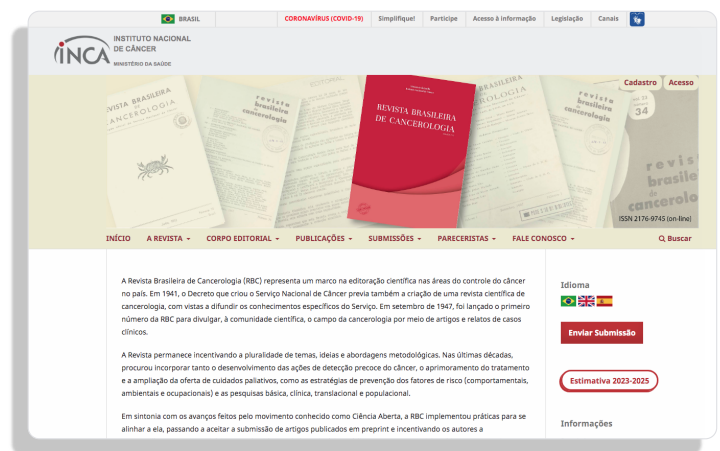 BRASIL
CORONAVÍRUS (COVID-19)
Simplifique!
Participe
Acesso à informação
Legislação
Canais
INCA
INSTITUTO NACIONAL
DE CÂNCER
MINISTÉRIO DA SAÚDE
Cadastro
Acesso
REVISTA BRASILEIRA
DE CANCEROLOGIA
revista
brasileira
de
cancerologia
34
ISSN 2176-9745 (on-line)
INÍCIO
A REVISTA
CORPO EDITORIAL
PUBLICAÇÕES
SUBMISSÕES
PARECERISTAS
FALE CONOSCO
Buscar
A Revista Brasileira de Cancerologia (RBC) representa um marco na editoração científica nas áreas do controle do câncer
no país. Em 1941, o Decreto que criou o Serviço Nacional de Câncer previa também a criação de uma revista científica de
cancerologia, com vistas a difundir os conhecimentos específicos do Serviço. Em setembro de 1947, foi lançado o primeiro
número da RBC para divulgar, à comunidade científica, o campo da cancerologia por meio de artigos e relatos de casos
clínicos.
A Revista permanece incentivando a pluralidade de temas, ideias e abordagens metodológicas. Nas últimas décadas,
procurou incorporar tanto o desenvolvimento das ações de detecção precoce do câncer, o aprimoramento do tratamento
e a ampliação da oferta de cuidados paliativos, como as estratégias de prevenção dos fatores de risco (comportamentais,
ambientais e ocupacionais) e as pesquisas básica, clínica, translacional e populacional.
Em sintonia com os avanços feitos pelo movimento conhecido como Ciência Aberta, a RBC implementou práticas para se
alinhar a ela, passando a aceitar a submissão de artigos publicados em preprint e incentivando os autores a
Idioma
Enviar Submissão
Estimativa 2023-2025
Informações